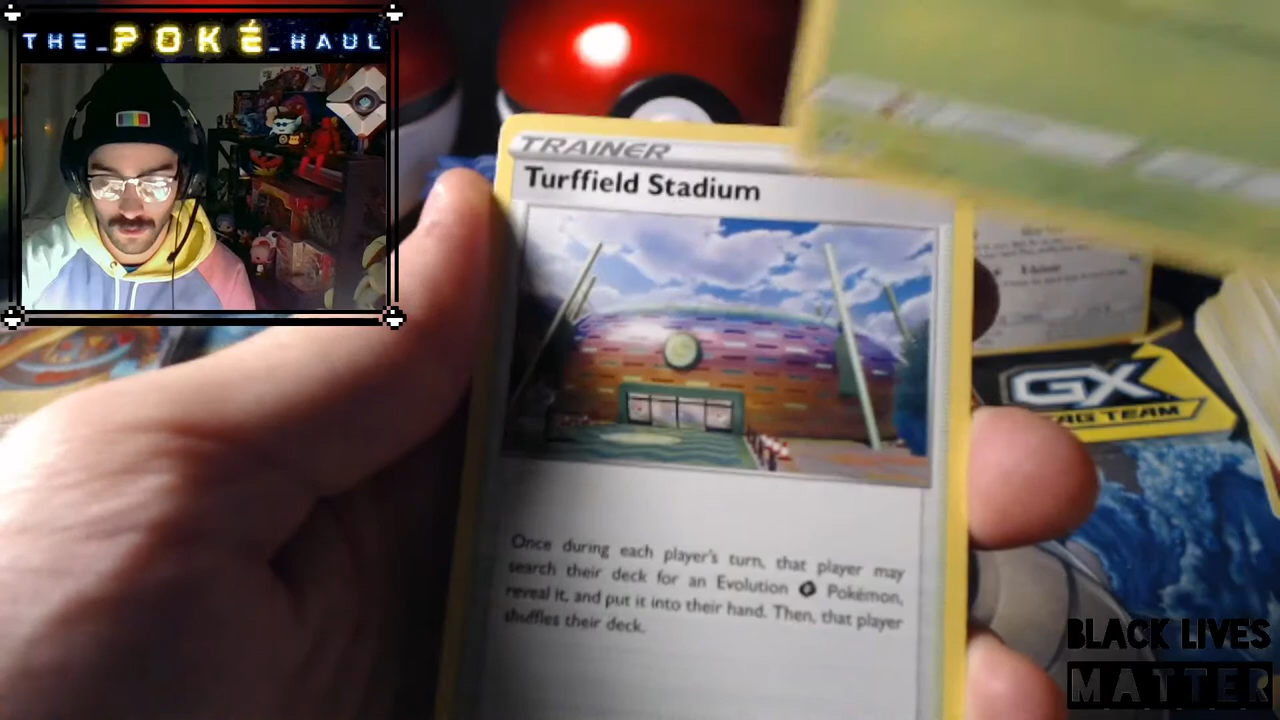 THE_POKÉ_HAUL
TRAINER
Turffield Stadium
Once during each player's turn, that player may
search their deck for an Evolution Pokémon,
reveal it, and put it into their hand. Then, that player
shuffles their deck.
GX
TAG TEAM
BLACK LIVES
MATTER